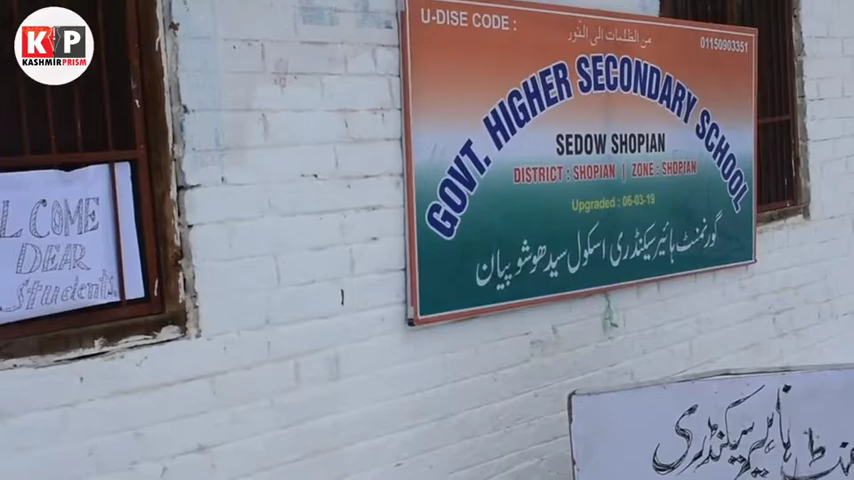 KP
KASHMIR PRISM
LCOME
DEAR
Students
U-DISE CODE :
من الظلمات الی النور
01150903351
GOVT. HIGHER SECONDARY SCHOOL
SEDOW SHOPIAN
DISTRICT : SHOPIAN | ZONE : SHOPIAN
Upgraded : 06-03-19
گورنمنٹ ہائیر سیکنڈری اسکول سیدھو شوپیان
ہائیر سیکنڈری